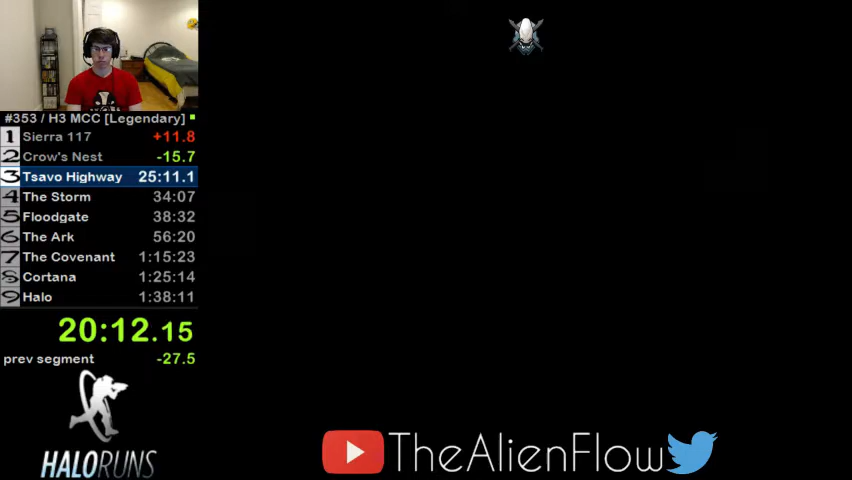 #353 / H3 MCC [Legendary]
1 Sierra 117 +11.8
2 Crow's Nest -15.7
3 Tsavo Highway 25:11.1
4 The Storm 34:07
5 Floodgate 38:32
6 The Ark 56:20
7 The Covenant 1:15:23
8 Cortana 1:25:14
9 Halo 1:38:11
20:12.15
prev segment -27.5
HALORUNS
TheAlienFlow